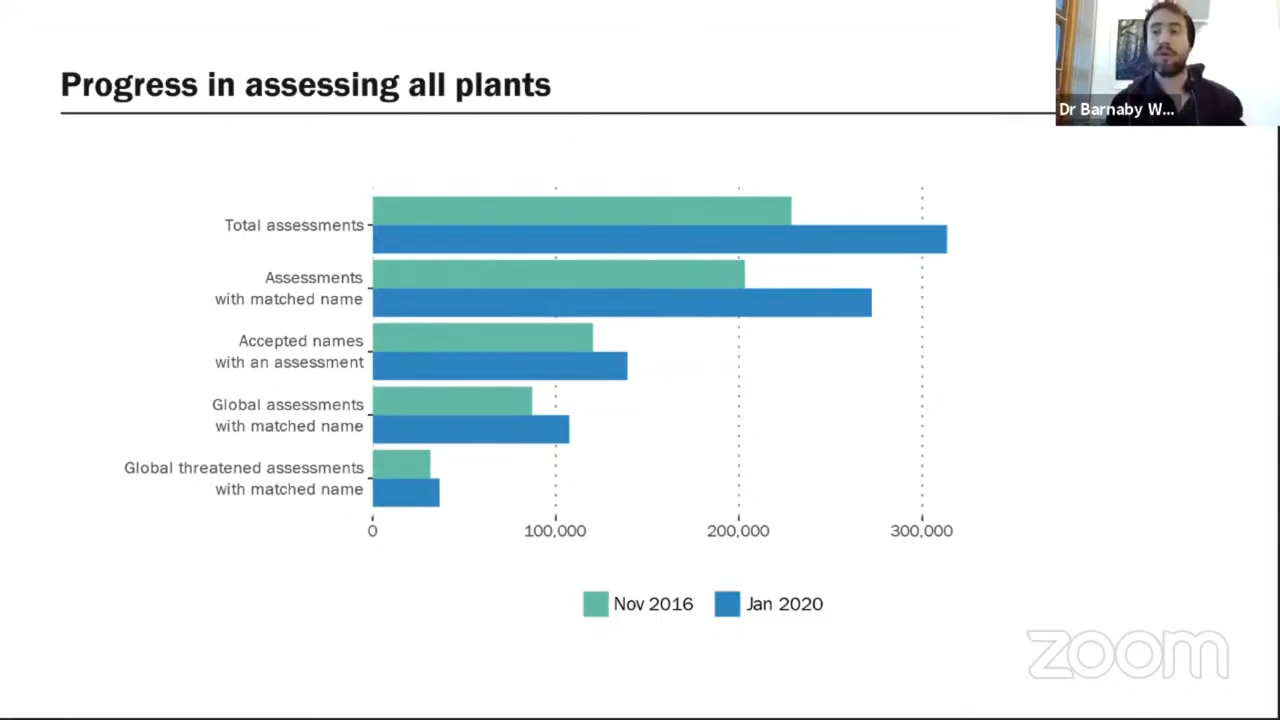 Progress in assessing all plants
Dr Barnaby W...
Total assessments
Assessments
with matched name
Accepted names
with an assessment
Global assessments
with matched name
Global threatened assessments
with matched name
0
100,000
200,000
300,000
Nov 2016
Jan 2020
zoom